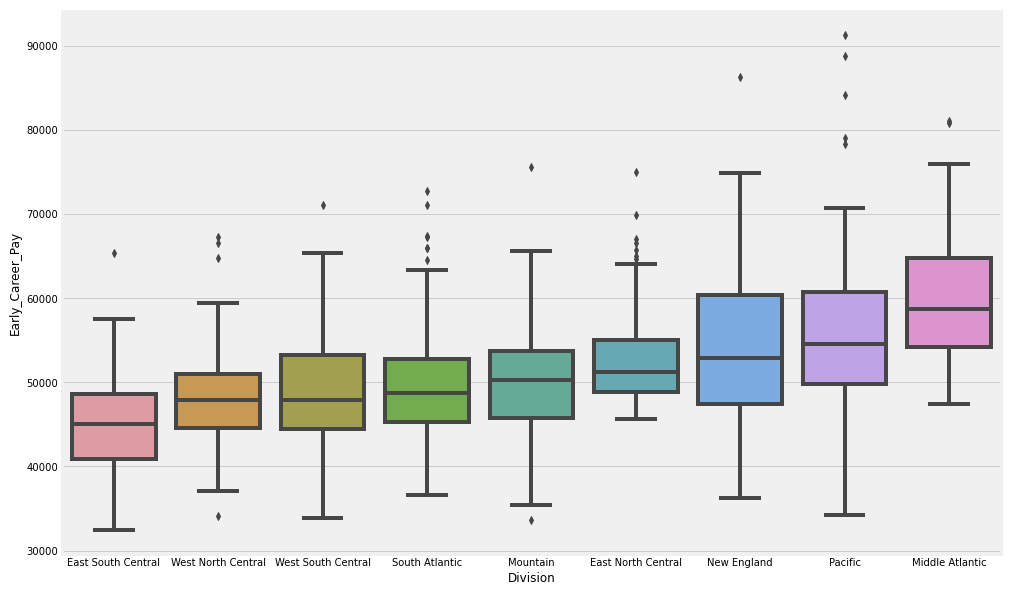 90000
80000
70000
60000
50000
40000
30000
Early_Career_Pay
East South Central West North Central West South Central South Atlantic Mountain East North Central New England Pacific Middle Atlantic
Division